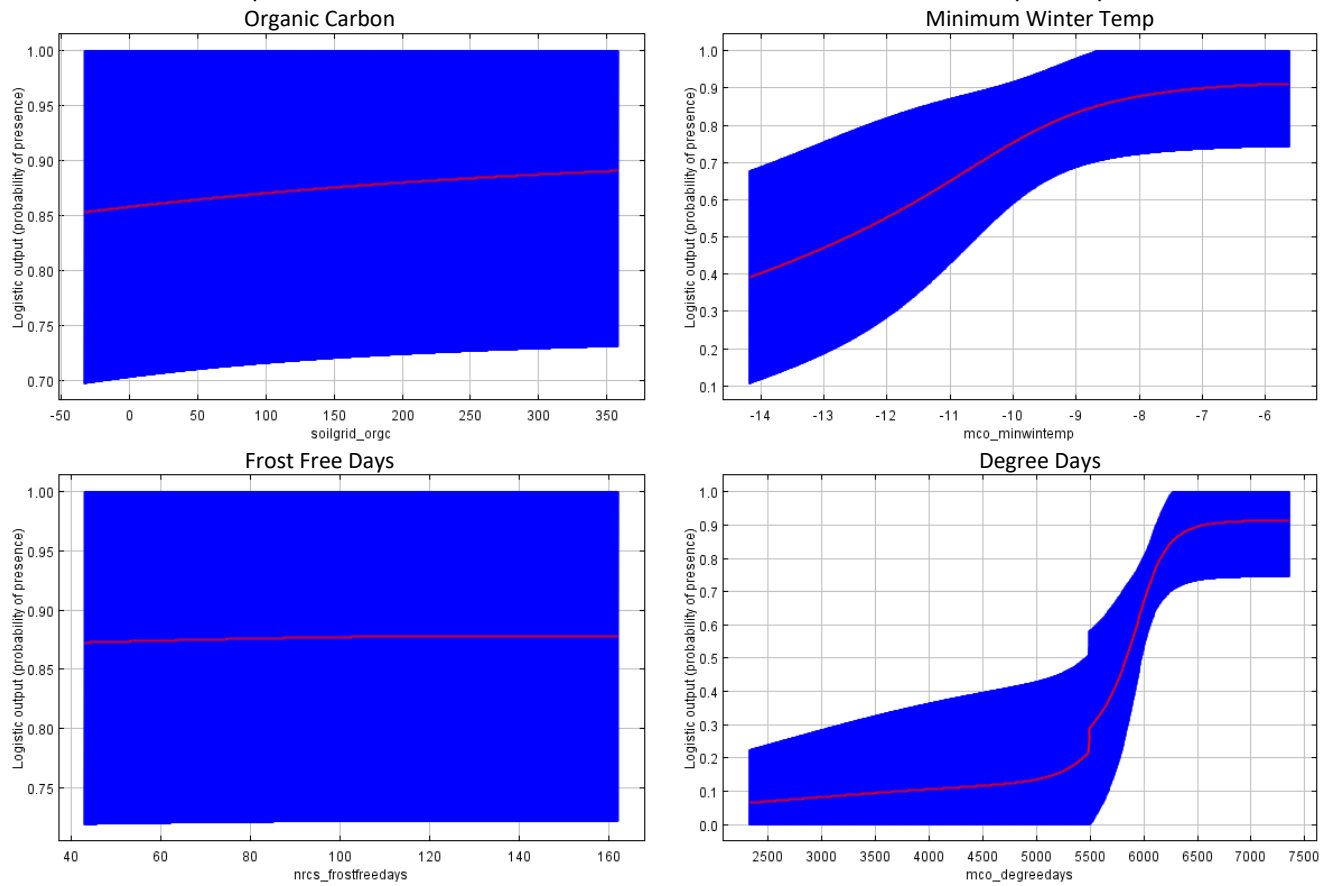 Organic Carbon
Logistic output (probability of presence)
1.00
0.95
0.90
0.85
0.80
0.75
0.70
-50 0 50 100 150 200 250 300 350
soilgrid_orgc
Minimum Winter Temp
Logistic output (probability of presence)
1.0
0.9
0.8
0.7
0.6
0.5
0.4
0.3
0.2
0.1
-14 -13 -12 -11 -10 -9 -8 -7 -6
mco_minwintemp
Frost Free Days
Logistic output (probability of presence)
1.00
0.95
0.90
0.85
0.80
0.75
40 60 80 100 120 140 160
nrcs_frostfreedays
Degree Days
Logistic output (probability of presence)
1.0
0.9
0.8
0.7
0.6
0.5
0.4
0.3
0.2
0.1
0.0
2500 3000 3500 4000 4500 5000 5500 6000 6500 7000 7500
mco_degreedays